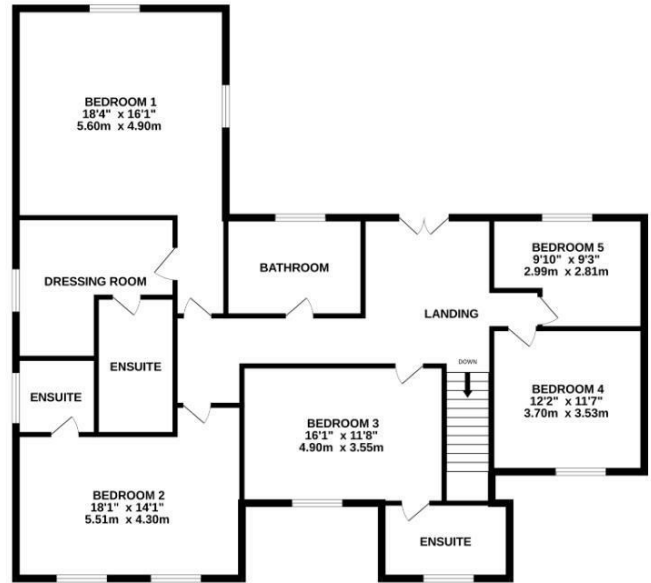 BEDROOM 1
18'4" x 16'1"
5.60m x 4.90m
DRESSING ROOM
ENSUITE
ENSUITE
BATHROOM
LANDING
BEDROOM 5
9'10" x 9'3"
2.99m x 2.81m
DOWN
BEDROOM 4
12'2" x 11'7"
3.70m x 3.53m
BEDROOM 3
16'1" x 11'8"
4.90m x 3.55m
BEDROOM 2
18'1" x 14'1"
5.51m x 4.30m
ENSUITE